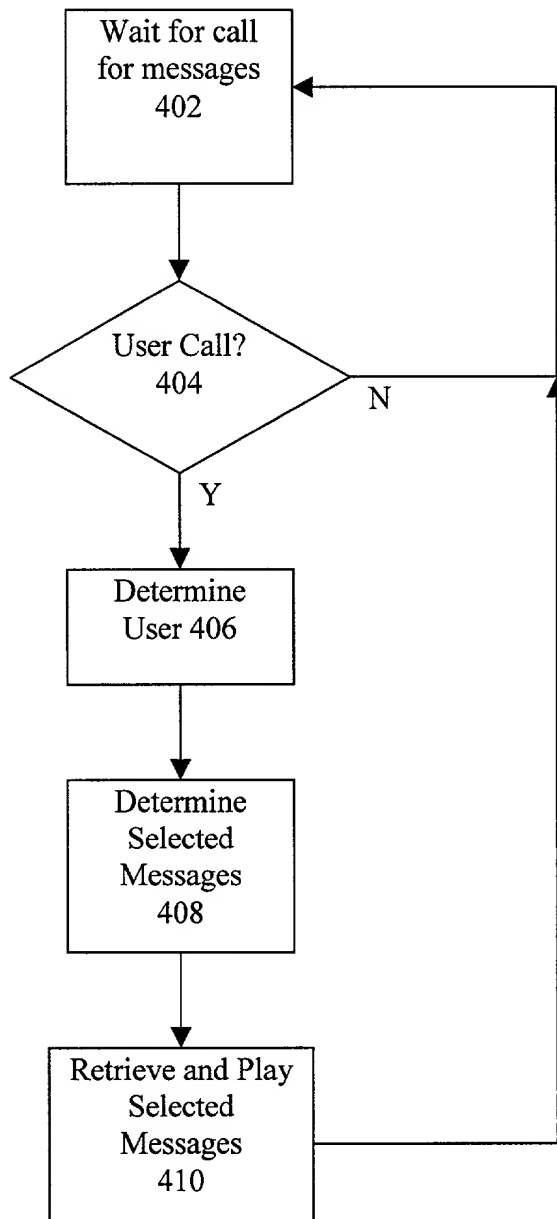 Wait for call
for messages
402
User Call?
404
N
Y
Determine
User 406
Determine
Selected
Messages
408
Retrieve and Play
Selected
Messages
410